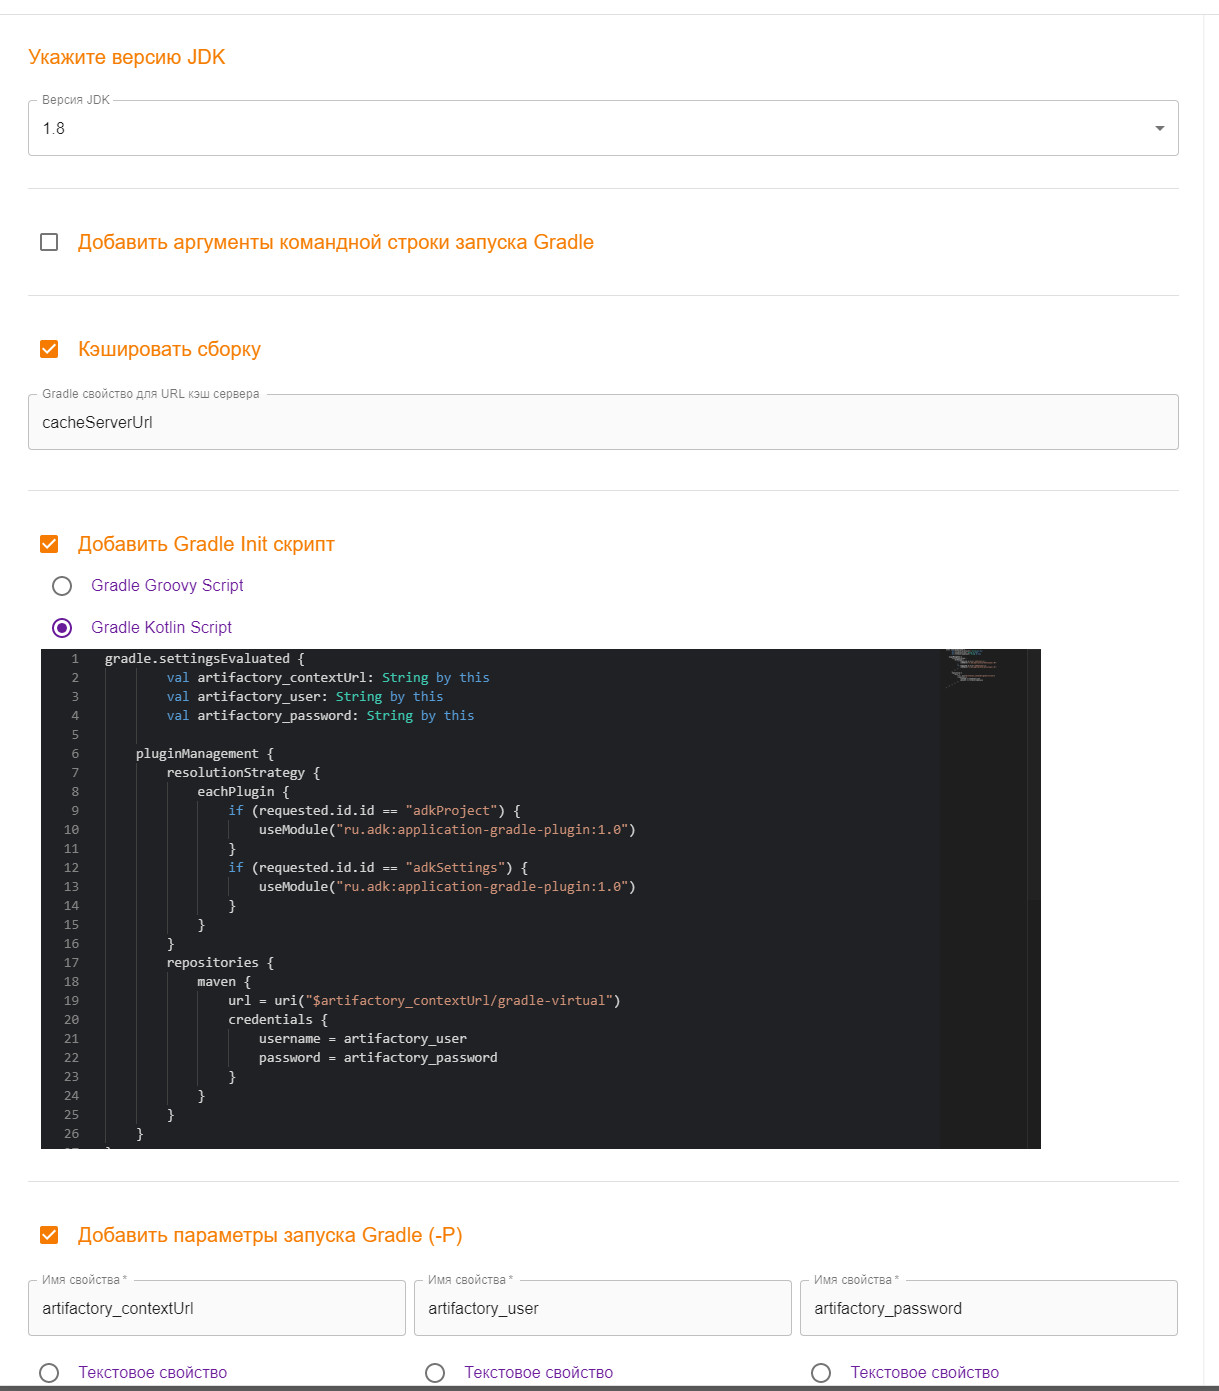 Укажите версию JDK
Версия JDK
1.8
Добавить аргументы командной строки запуска Gradle
Кэшировать сборку
Gradle свойство для URL кэш сервера
cacheServerUrl
Добавить Gradle Init скрипт
Gradle Groovy Script
Gradle Kotlin Script
1 gradle.settingsEvaluated {
2         val artifactory_contextUrl: String by this
3         val artifactory_user: String by this
4         val artifactory_password: String by this
5
6     pluginManagement {
7         resolutionStrategy {
8             eachPlugin {
9                 if (requested.id.id == "adkProject") {
10                     useModule("ru.adk:application-gradle-plugin:1.0")
11                 }
12                 if (requested.id.id == "adkSettings") {
13                     useModule("ru.adk:application-gradle-plugin:1.0")
14                 }
15             }
16         }
17         repositories {
18             maven {
19                 url = uri("$artifactory_contextUrl/gradle-virtual")
20                 credentials {
21                     username = artifactory_user
22                     password = artifactory_password
23                 }
24             }
25         }
26     }
Добавить параметры запуска Gradle (-P)
Имя свойства * Имя свойства * Имя свойства *
artifactory_contextUrl artifactory_user artifactory_password
Текстовое свойство Текстовое свойство Текстовое свойство